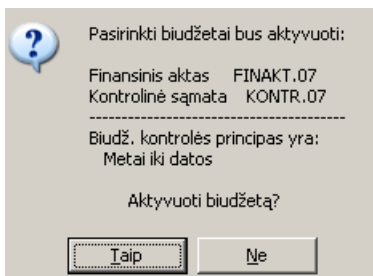 Pasirinkti biudžetai bus aktyvuoti:
Finansinis aktas FINAKT.07
Kontrolinė sąmata KONTR.07
----------------------------------------
Biudž. kontrolės principas yra:
Metai iki datos
Aktyvuoti biudžetą?
Taip Ne